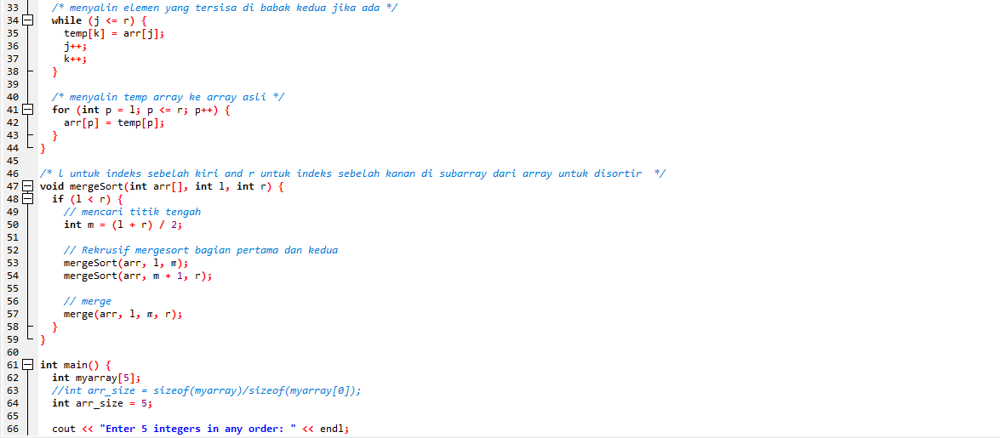 33 /* menyalin elemen yang tersisa di babak kedua jika ada */
34 while (j <= r) {
35 temp[k] = arr[j];
36 j++;
37 k++;
38 }
39
40 /* menyalin temp array ke array asli */
41 for (int p = l; p <= r; p++) {
42 arr[p] = temp[p];
43 }
44 }
45
46 /* l untuk indeks sebelah kiri and r untuk indeks sebelah kanan di subarray dari array untuk disortir */
47 void mergeSort(int arr[], int l, int r) {
48 if (l < r) {
49 // mencari titik tengah
50 int m = (l + r) / 2;
51
52 // Rekrusif mergesort bagian pertama dan kedua
53 mergeSort(arr, l, m);
54 mergeSort(arr, m + 1, r);
55
56 // merge
57 merge(arr, l, m, r);
58 }
59 }
60
61 int main() {
62 int myarray[5];
63 //int arr_size = sizeof(myarray)/sizeof(myarray[0]);
64 int arr_size = 5;
65
66 cout << "Enter 5 integers in any order: " << endl;